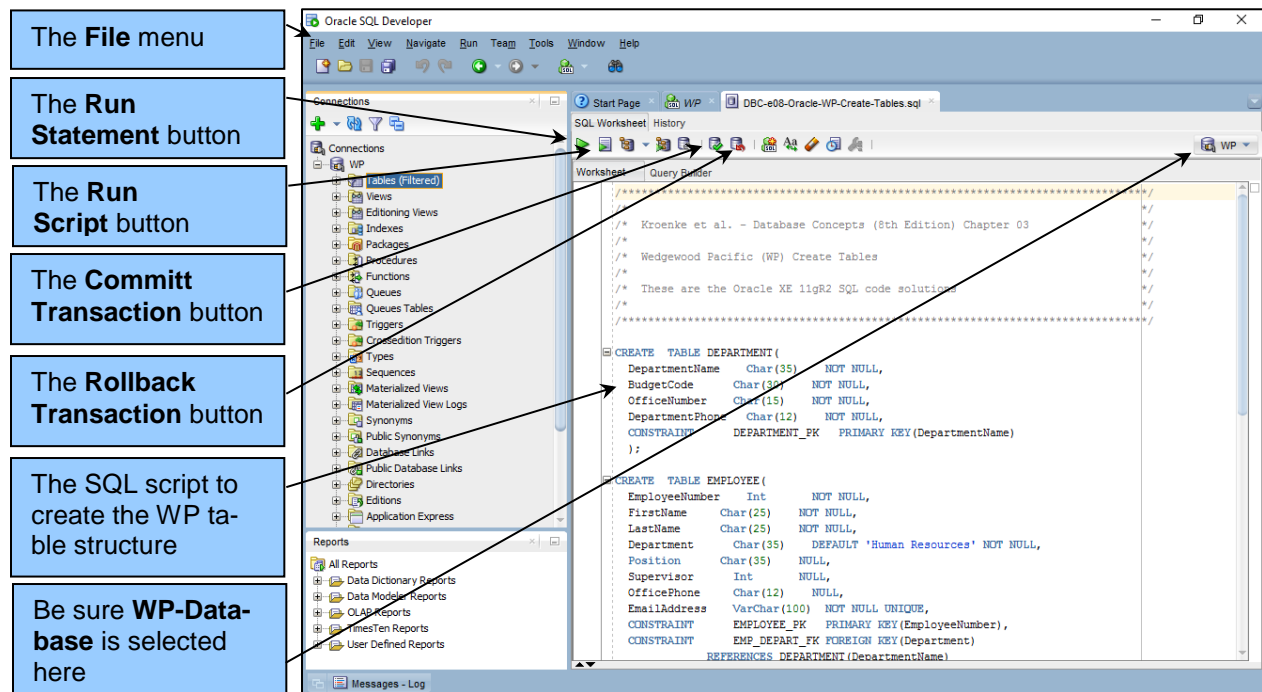 The File menu
The Run
Statement button
The Run
Script button
The Committ
Transaction button
The Rollback
Transaction button
The SQL script to
create the WP ta-
ble structure
Be sure WP-Data-
base is selected
here
Oracle SQL Developer
File Edit View Navigate Run Team Tools Window Help
Connections
Connections
WP
Tables (Filtered)
Views
Editioning Views
Indexes
Packages
Procedures
Functions
Queues
Queues Tables
Triggers
Crossedition Triggers
Types
Sequences
Materialized Views
Materialized View Logs
Synonyms
Public Synonyms
Database Links
Public Database Links
Directories
Editions
Application Express
Reports
All Reports
Data Dictionary Reports
Data Modeler Reports
OLAP Reports
TimesTen Reports
User Defined Reports
Start Page WP DBC-e08-Oracle-WP-Create-Tables.sql
SQL Worksheet History
WP
Worksheet Query Builder
/********************************************************************************/
/* */
/* Kroenke et al. - Database Concepts (8th Edition) Chapter 03 */
/* */
/* Wedgewood Pacific (WP) Create Tables */
/* */
/* These are the Oracle XE 11gR2 SQL code solutions */
/* */
/********************************************************************************/
CREATE TABLE DEPARTMENT(
DepartmentName Char(35) NOT NULL,
BudgetCode Char(30) NOT NULL,
OfficeNumber Char(15) NOT NULL,
DepartmentPhone Char(12) NOT NULL,
CONSTRAINT DEPARTMENT_PK PRIMARY KEY(DepartmentName)
);
CREATE TABLE EMPLOYEE(
EmployeeNumber Int NOT NULL,
FirstName Char(25) NOT NULL,
LastName Char(25) NOT NULL,
Department Char(35) DEFAULT 'Human Resources' NOT NULL,
Position Char(35) NULL,
Supervisor Int NULL,
OfficePhone Char(12) NULL,
EmailAddress VarChar(100) NOT NULL UNIQUE,
CONSTRAINT EMPLOYEE_PK PRIMARY KEY(EmployeeNumber),
CONSTRAINT EMP_DEPART_FK FOREIGN KEY(Department)
REFERENCES DEPARTMENT(DepartmentName)
Messages - Log